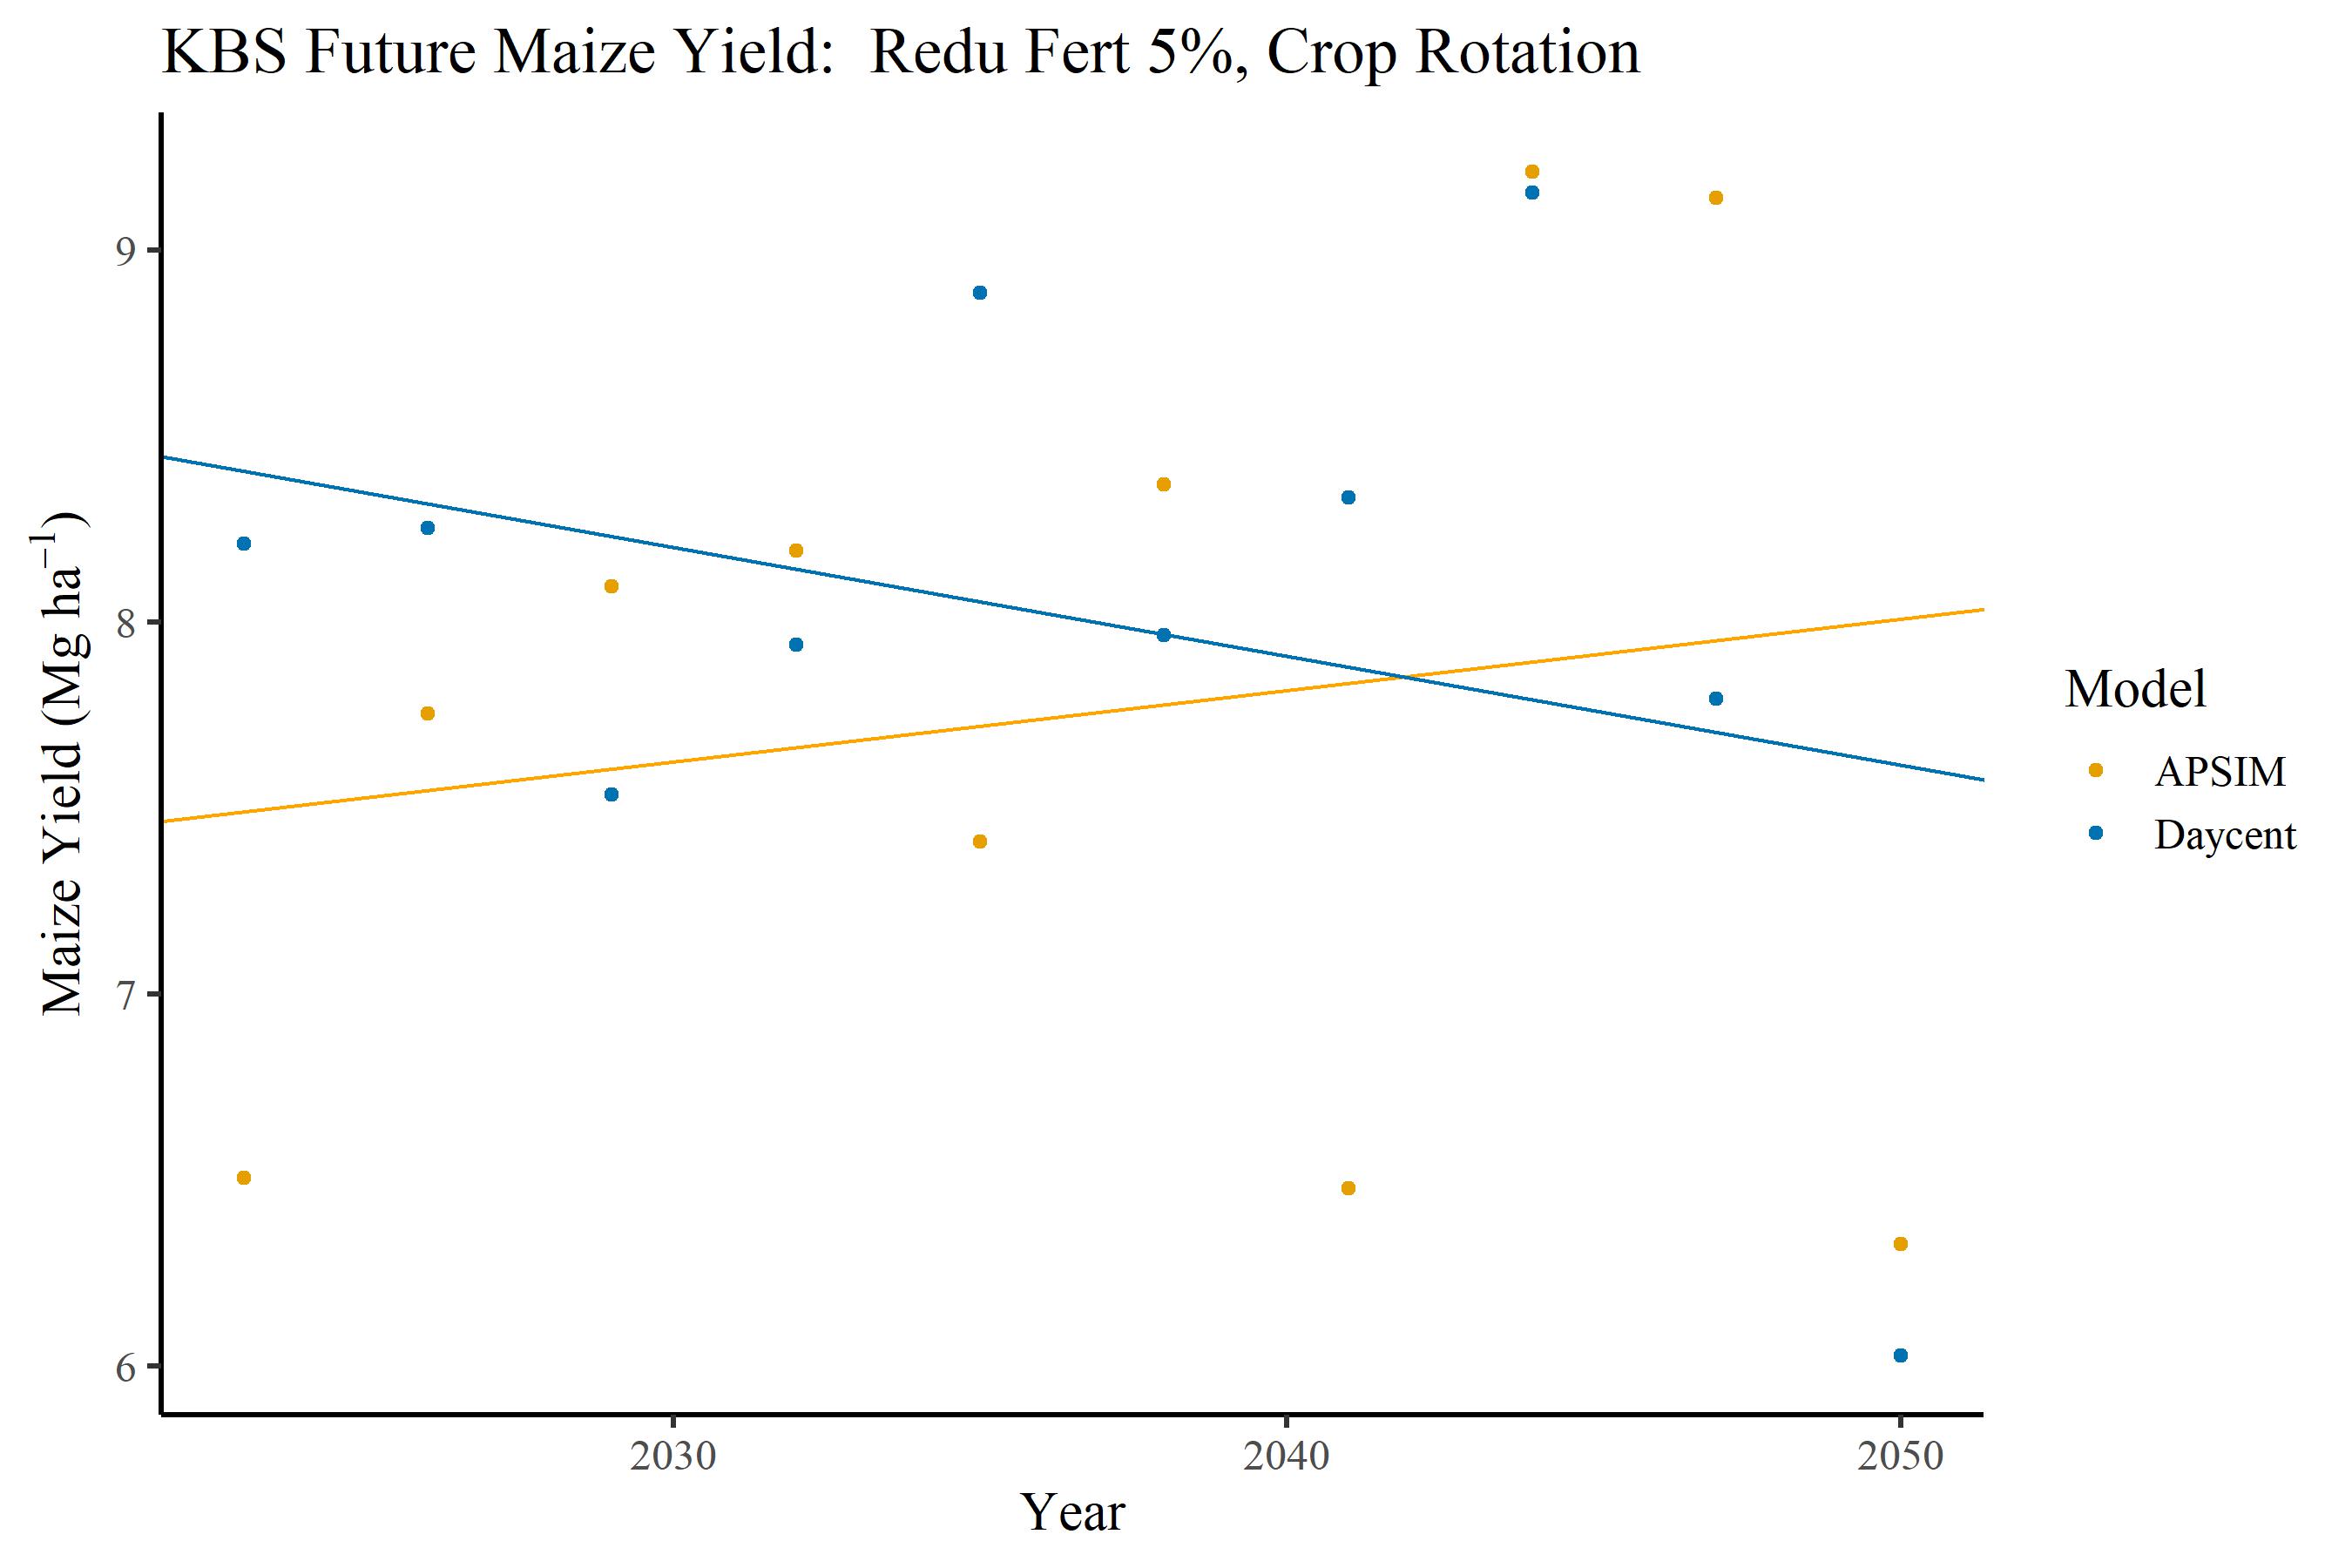 KBS Future Maize Yield:  Redu Fert 5%, Crop Rotation
Maize Yield (Mg ha⁻¹)
9
8
7
6
2030
2040
2050
Year
Model
APSIM
Daycent